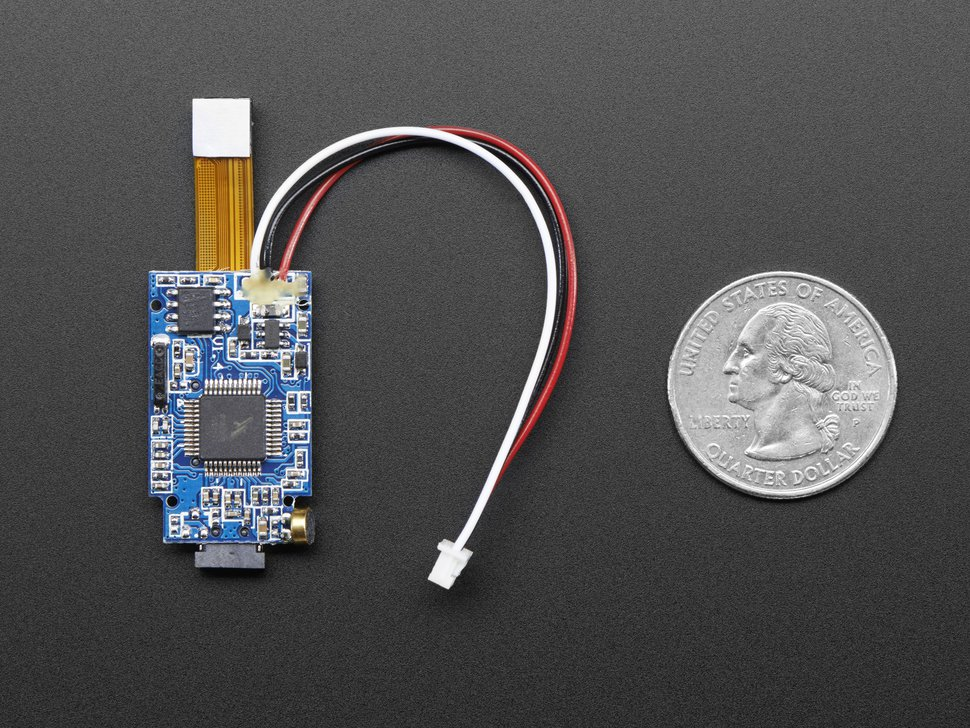 UNITED STATES OF AMERICA
LIBERTY
IN
GOD WE
TRUST
P
QUARTER DOLLAR